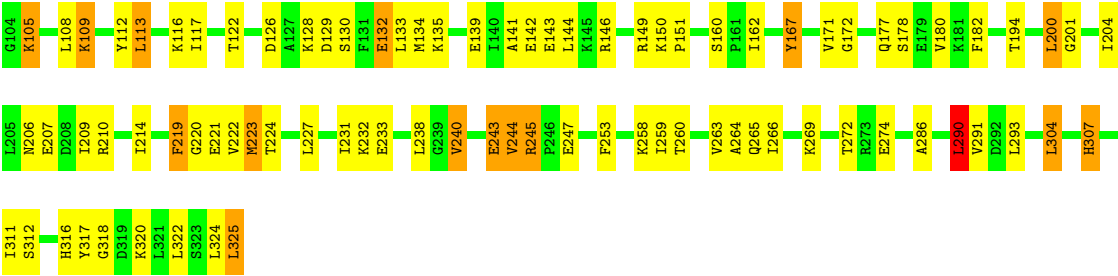 G104 K105 L108 K109 Y112 L113 K116 I117 T122 D126 A127 K128 D129 S130 F131 E132 L133 M134 K135 E139 I140 A141 E142 E143 L144 K145 R146 R149 K150 P151 S160 P161 I162 Y167 V171 G172 Q177 S178 E179 V180 K181 F182 T194 L200 G201 I204
L205 N206 E207 D208 I209 R210 I214 F219 G220 E221 V222 M223 T224 L227 I231 K232 E233 L238 G239 V240 E243 V244 R245 P246 E247 F253 K258 I259 T260 V263 A264 Q265 I266 K269 T272 R273 E274 A286 L290 V291 D292 L293 L304 H307
I311 S312 H316 Y317 G318 D319 K320 L321 L322 S323 L324 L325